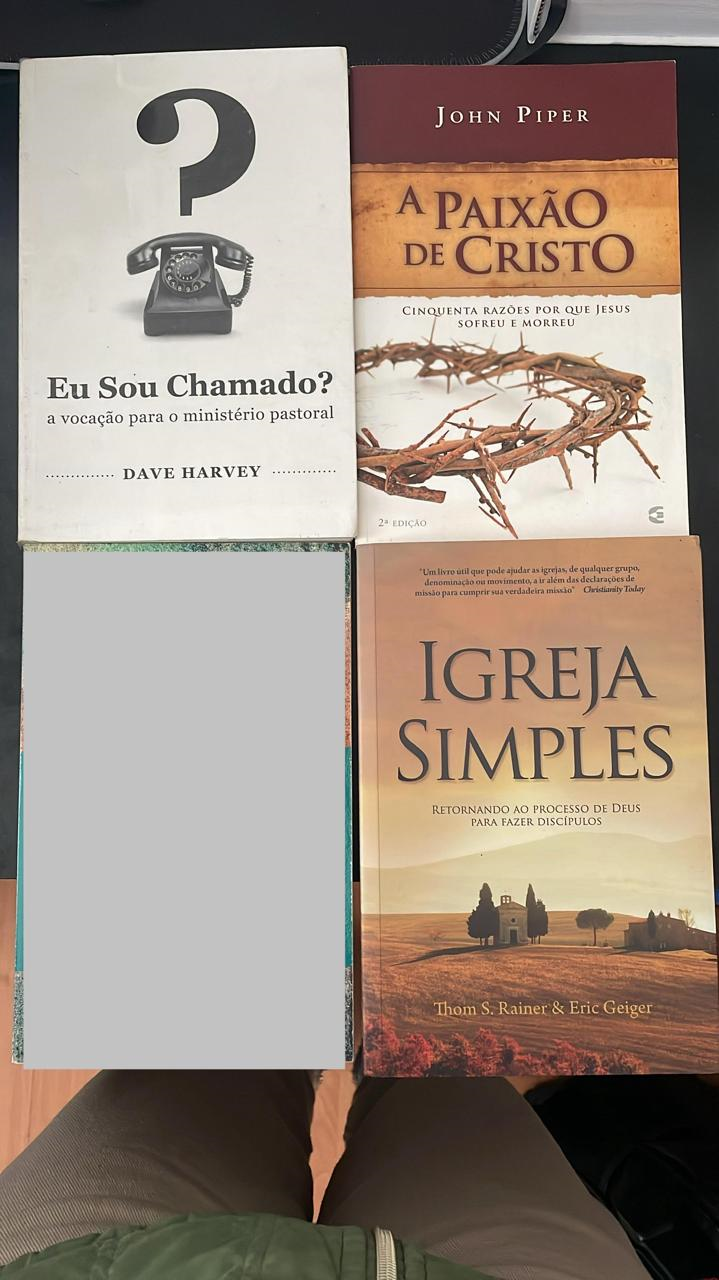 ?
Eu Sou Chamado?
a vocação para o ministério pastoral
DAVE HARVEY
JOHN PIPER
A PAIXÃO
DE CRISTO
CINQUENTA RAZÕES POR QUE JESUS
SOFREU E MORREU
2ª EDIÇÃO
"Um livro útil que pode ajudar as igrejas, de qualquer grupo,
denominação ou movimento, a ir além das declarações de
missão para cumprir sua verdadeira missão" Christianity Today
IGREJA
SIMPLES
RETORNANDO AO PROCESSO DE DEUS
PARA FAZER DISCÍPULOS
Thom S. Rainer & Eric Geiger